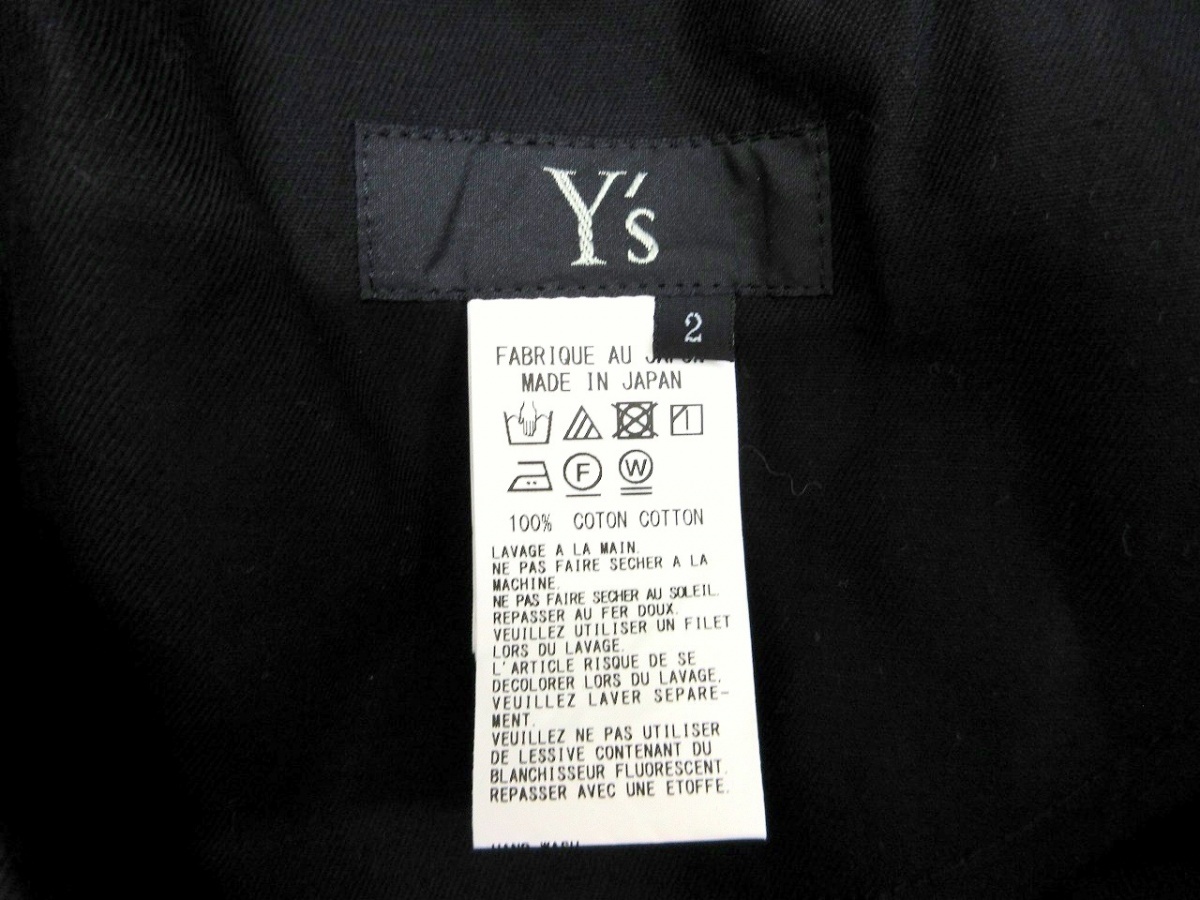 Y's
2
FABRIQUE AU JAPON
MADE IN JAPAN
F W
100% COTON COTTON
LAVAGE A LA MAIN.
NE PAS FAIRE SECHER A LA
MACHINE.
NE PAS FAIRE SECHER AU SOLEIL.
REPASSER AU FER DOUX.
VEUILLEZ UTILISER UN FILET
LORS DU LAVAGE.
L'ARTICLE RISQUE DE SE
DECOLORER LORS DU LAVAGE.
VEUILLEZ LAVER SEPARE-
MENT.
VEUILLEZ NE PAS UTILISER
DE LESSIVE CONTENANT DU
BLANCHISSEUR FLUORESCENT.
REPASSER AVEC UNE ETOFFE.